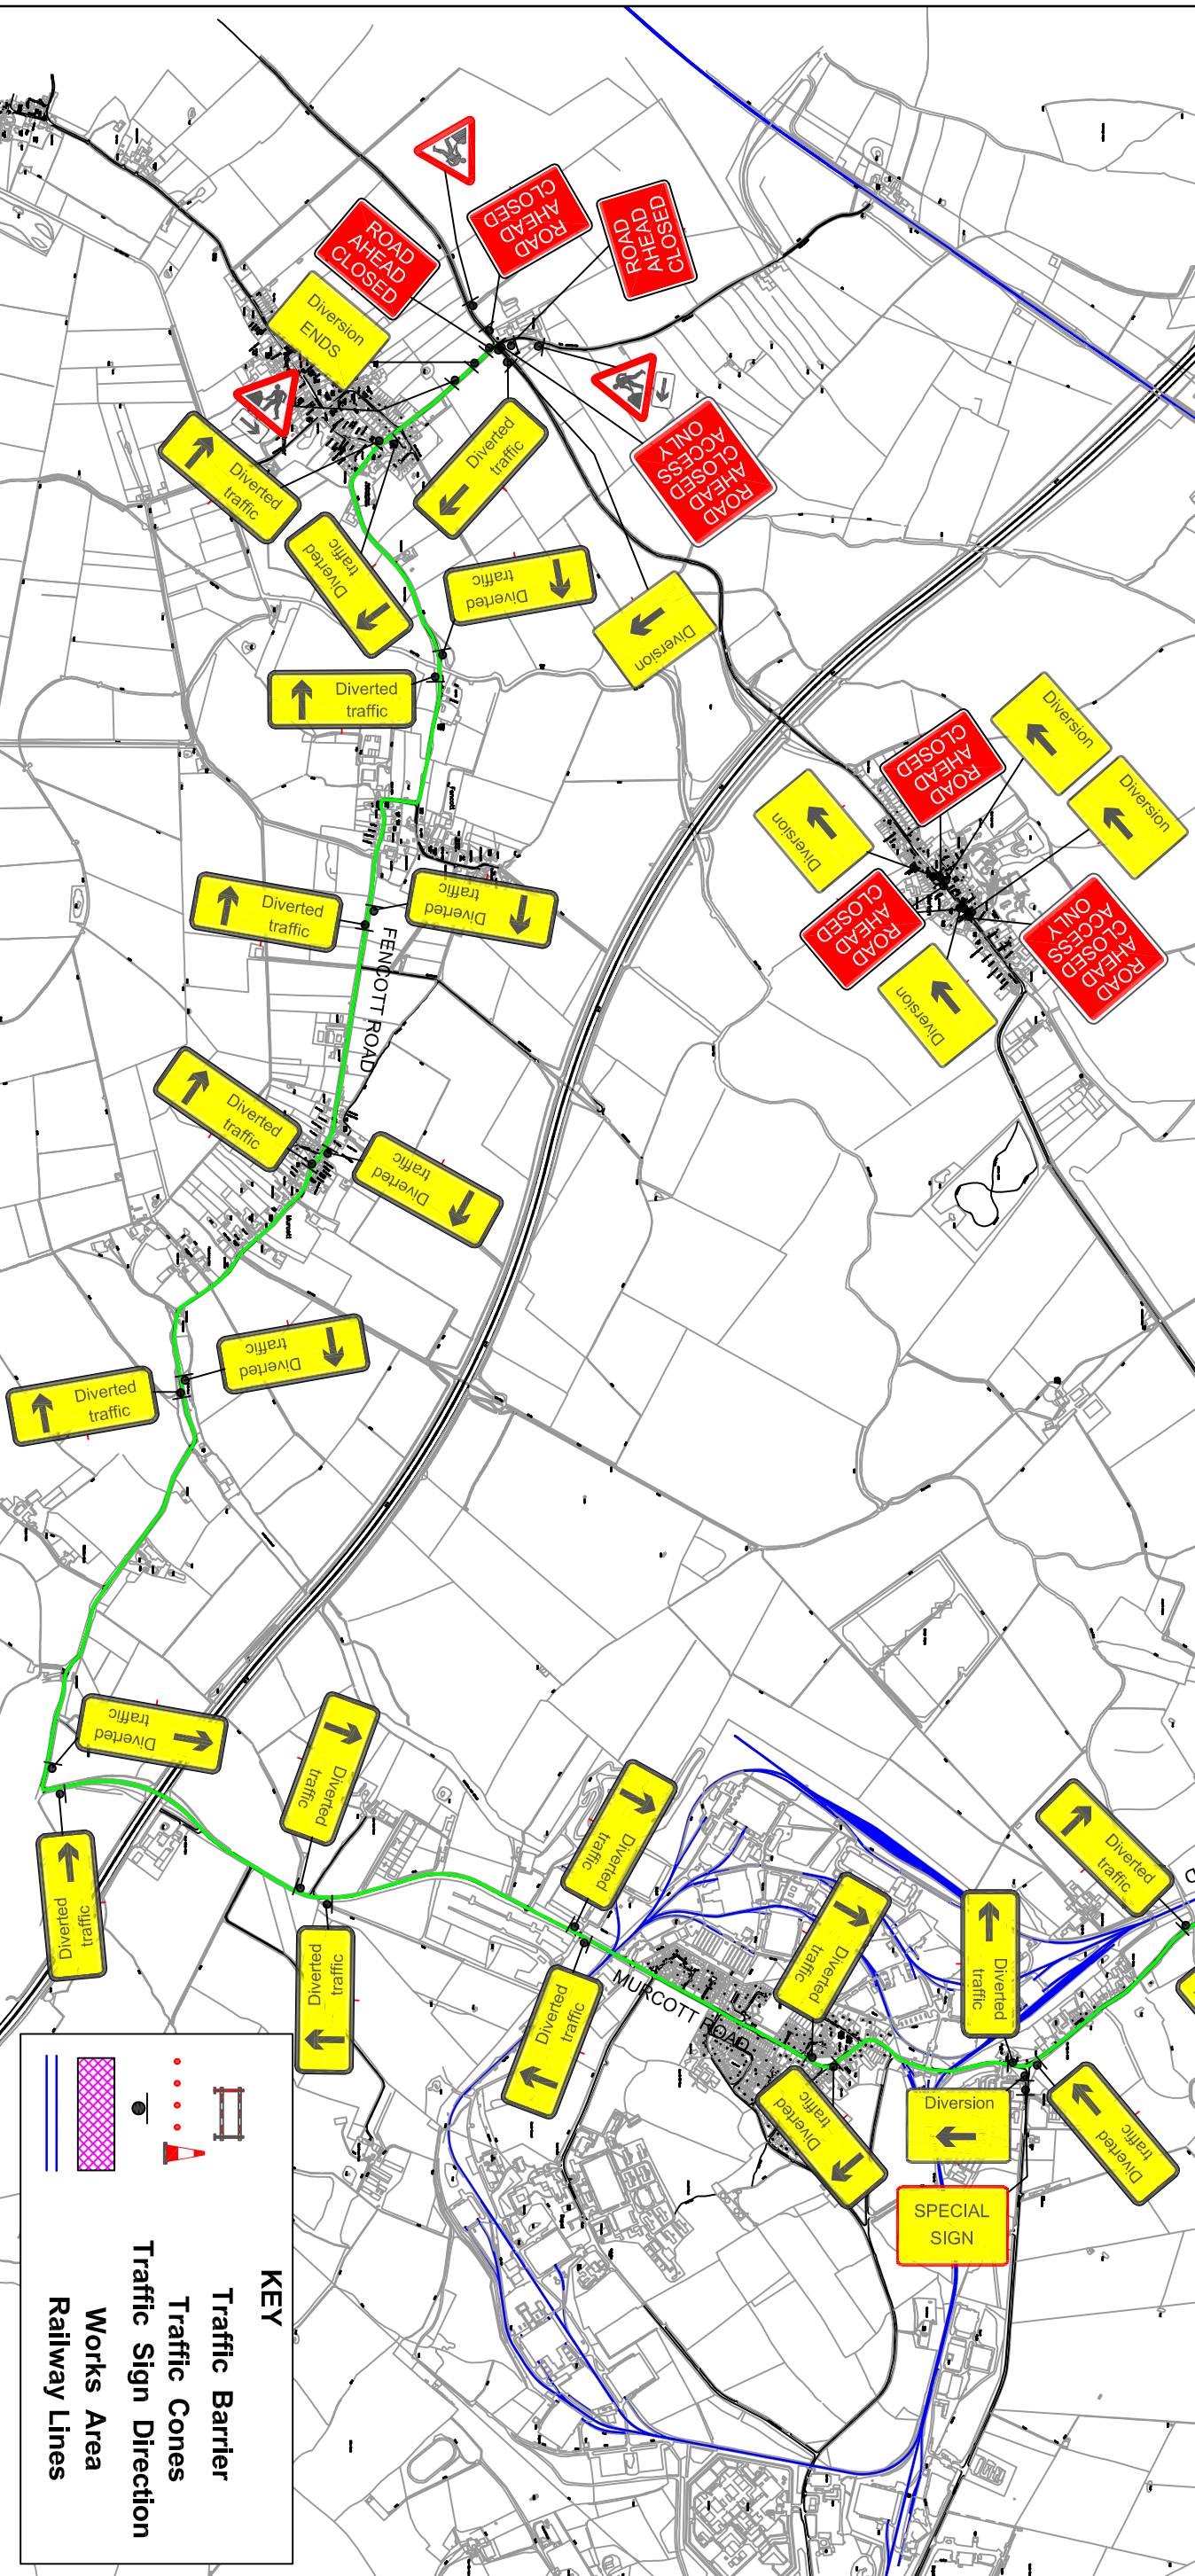 ROAD
AHEAD
CLOSED
ROAD
AHEAD
CLOSED
ROAD
AHEAD
CLOSED
Diversion
ENDS
ROAD
AHEAD
CLOSED
ACCESS
ONLY
Diverted
traffic
Diverted
traffic
Diverted
traffic
Diverted
traffic
Diversion
Diverted
traffic
Diversion
Diversion
ROAD
AHEAD
CLOSED
Diversion
ROAD
AHEAD
CLOSED
ROAD
AHEAD
CLOSED
ACCESS
ONLY
Diversion
Fencott
Diverted
traffic
Diverted
traffic
FENCOTT ROAD
Diverted
traffic
Diverted
traffic
Murcott
Diverted
traffic
Diverted
traffic
Diverted
traffic
Diverted
traffic
Diverted
traffic
Diverted
traffic
Diverted
traffic
Diverted
traffic
Diverted
traffic
MURCOTT ROAD
Diverted
traffic
Diverted
traffic
Diverted
traffic
Diverted
traffic
Diverted
traffic
Diversion
SPECIAL
SIGN
KEY
Traffic Barrier
Traffic Cones
Traffic Sign Direction
Works Area
Railway Lines